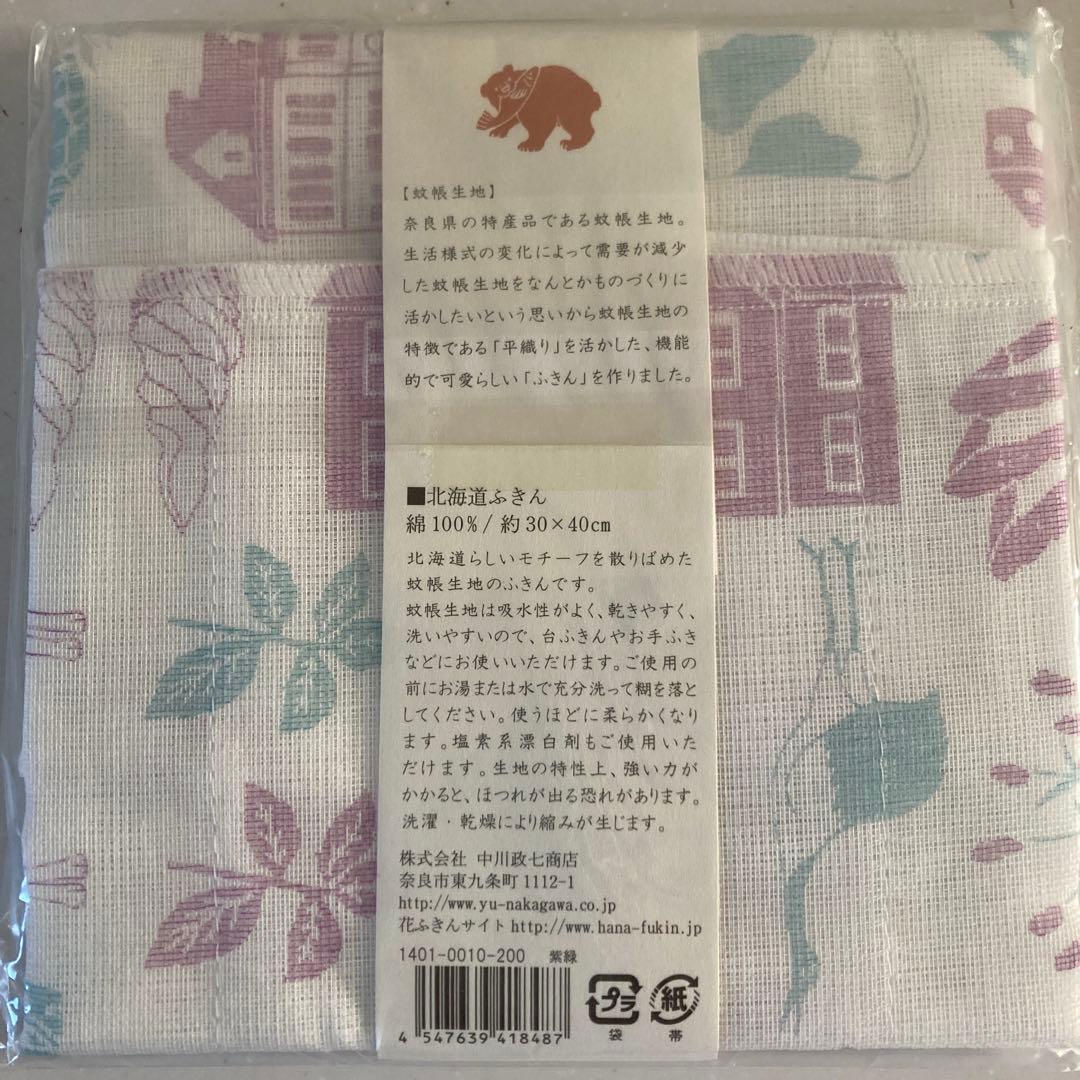 【蚊帳生地】
奈良県の特産品である蚊帳生地。
生活様式の変化によって需要が減少
した蚊帳生地をなんとかものづくりに
活かしたいという思いから蚊帳生地の
特徴である「平織り」を活かした、機能
的で可愛らしい「ふきん」を作りました。
■北海道ふきん
綿100%/ 約30×40cm
北海道らしいモチーフを散りばめた
蚊帳生地のふきんです。
蚊帳生地は吸水性がよく、乾きやすく、
洗いやすいので、台ふきんやお手ふき
などにお使いいただけます。ご使用の
前にお湯または水で充分洗って糊を落と
してください。使うほどに柔らかくなり
ます。塩素系漂白剤もご使用いた
だけます。生地の特性上、強い力が
かかると、ほつれが出る恐れがあります。
洗濯・乾燥により縮みが生じます。
株式会社 中川政七商店
奈良市東九条町1112-1
http://www.yu-nakagawa.co.jp
花ふきんサイト http://www.hana-fukin.jp
1401-0010-200 紫緑
プラ 紙
袋 帯
4 547639 418487